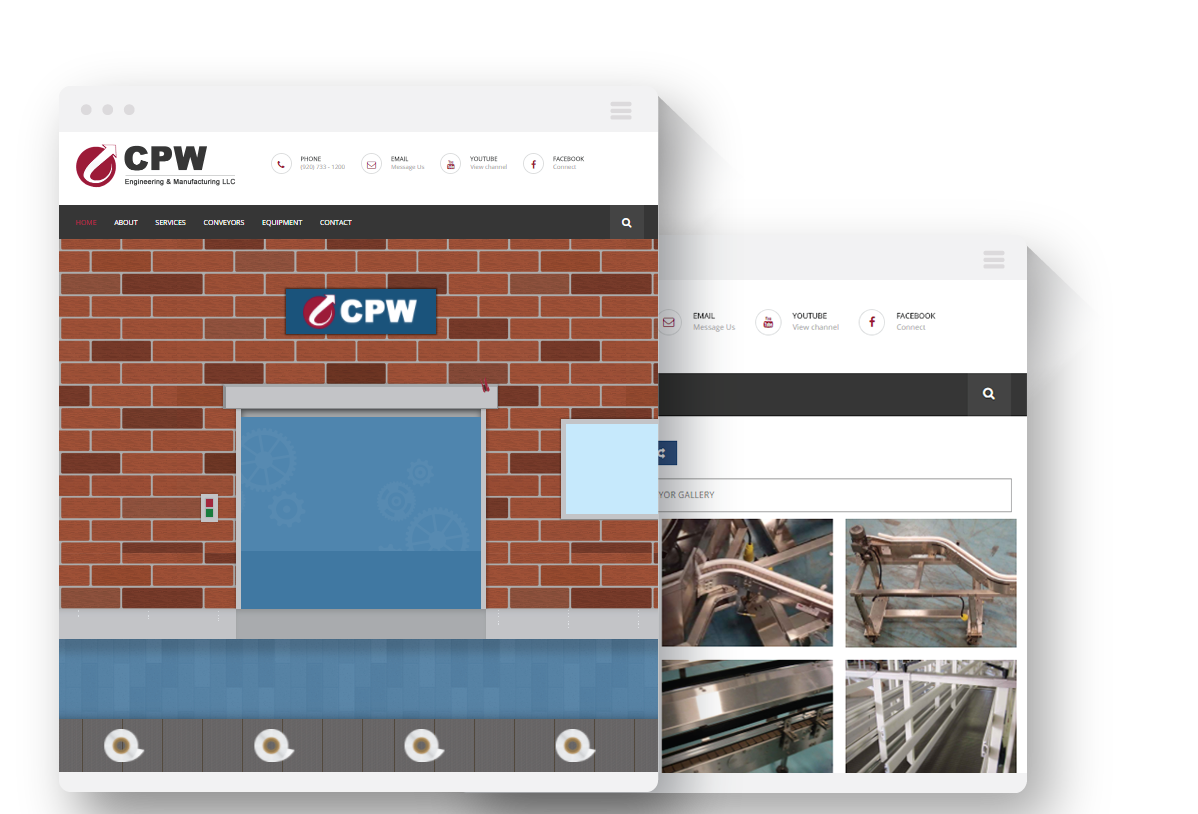 CPW
Engineering & Manufacturing LLC
PHONE
(920) 733 - 1200
EMAIL
Message Us
YOUTUBE
View channel
FACEBOOK
Connect
HOME ABOUT SERVICES CONVEYORS EQUIPMENT CONTACT
CPW
EMAIL
Message Us
YOUTUBE
View channel
FACEBOOK
Connect
YOR GALLERY